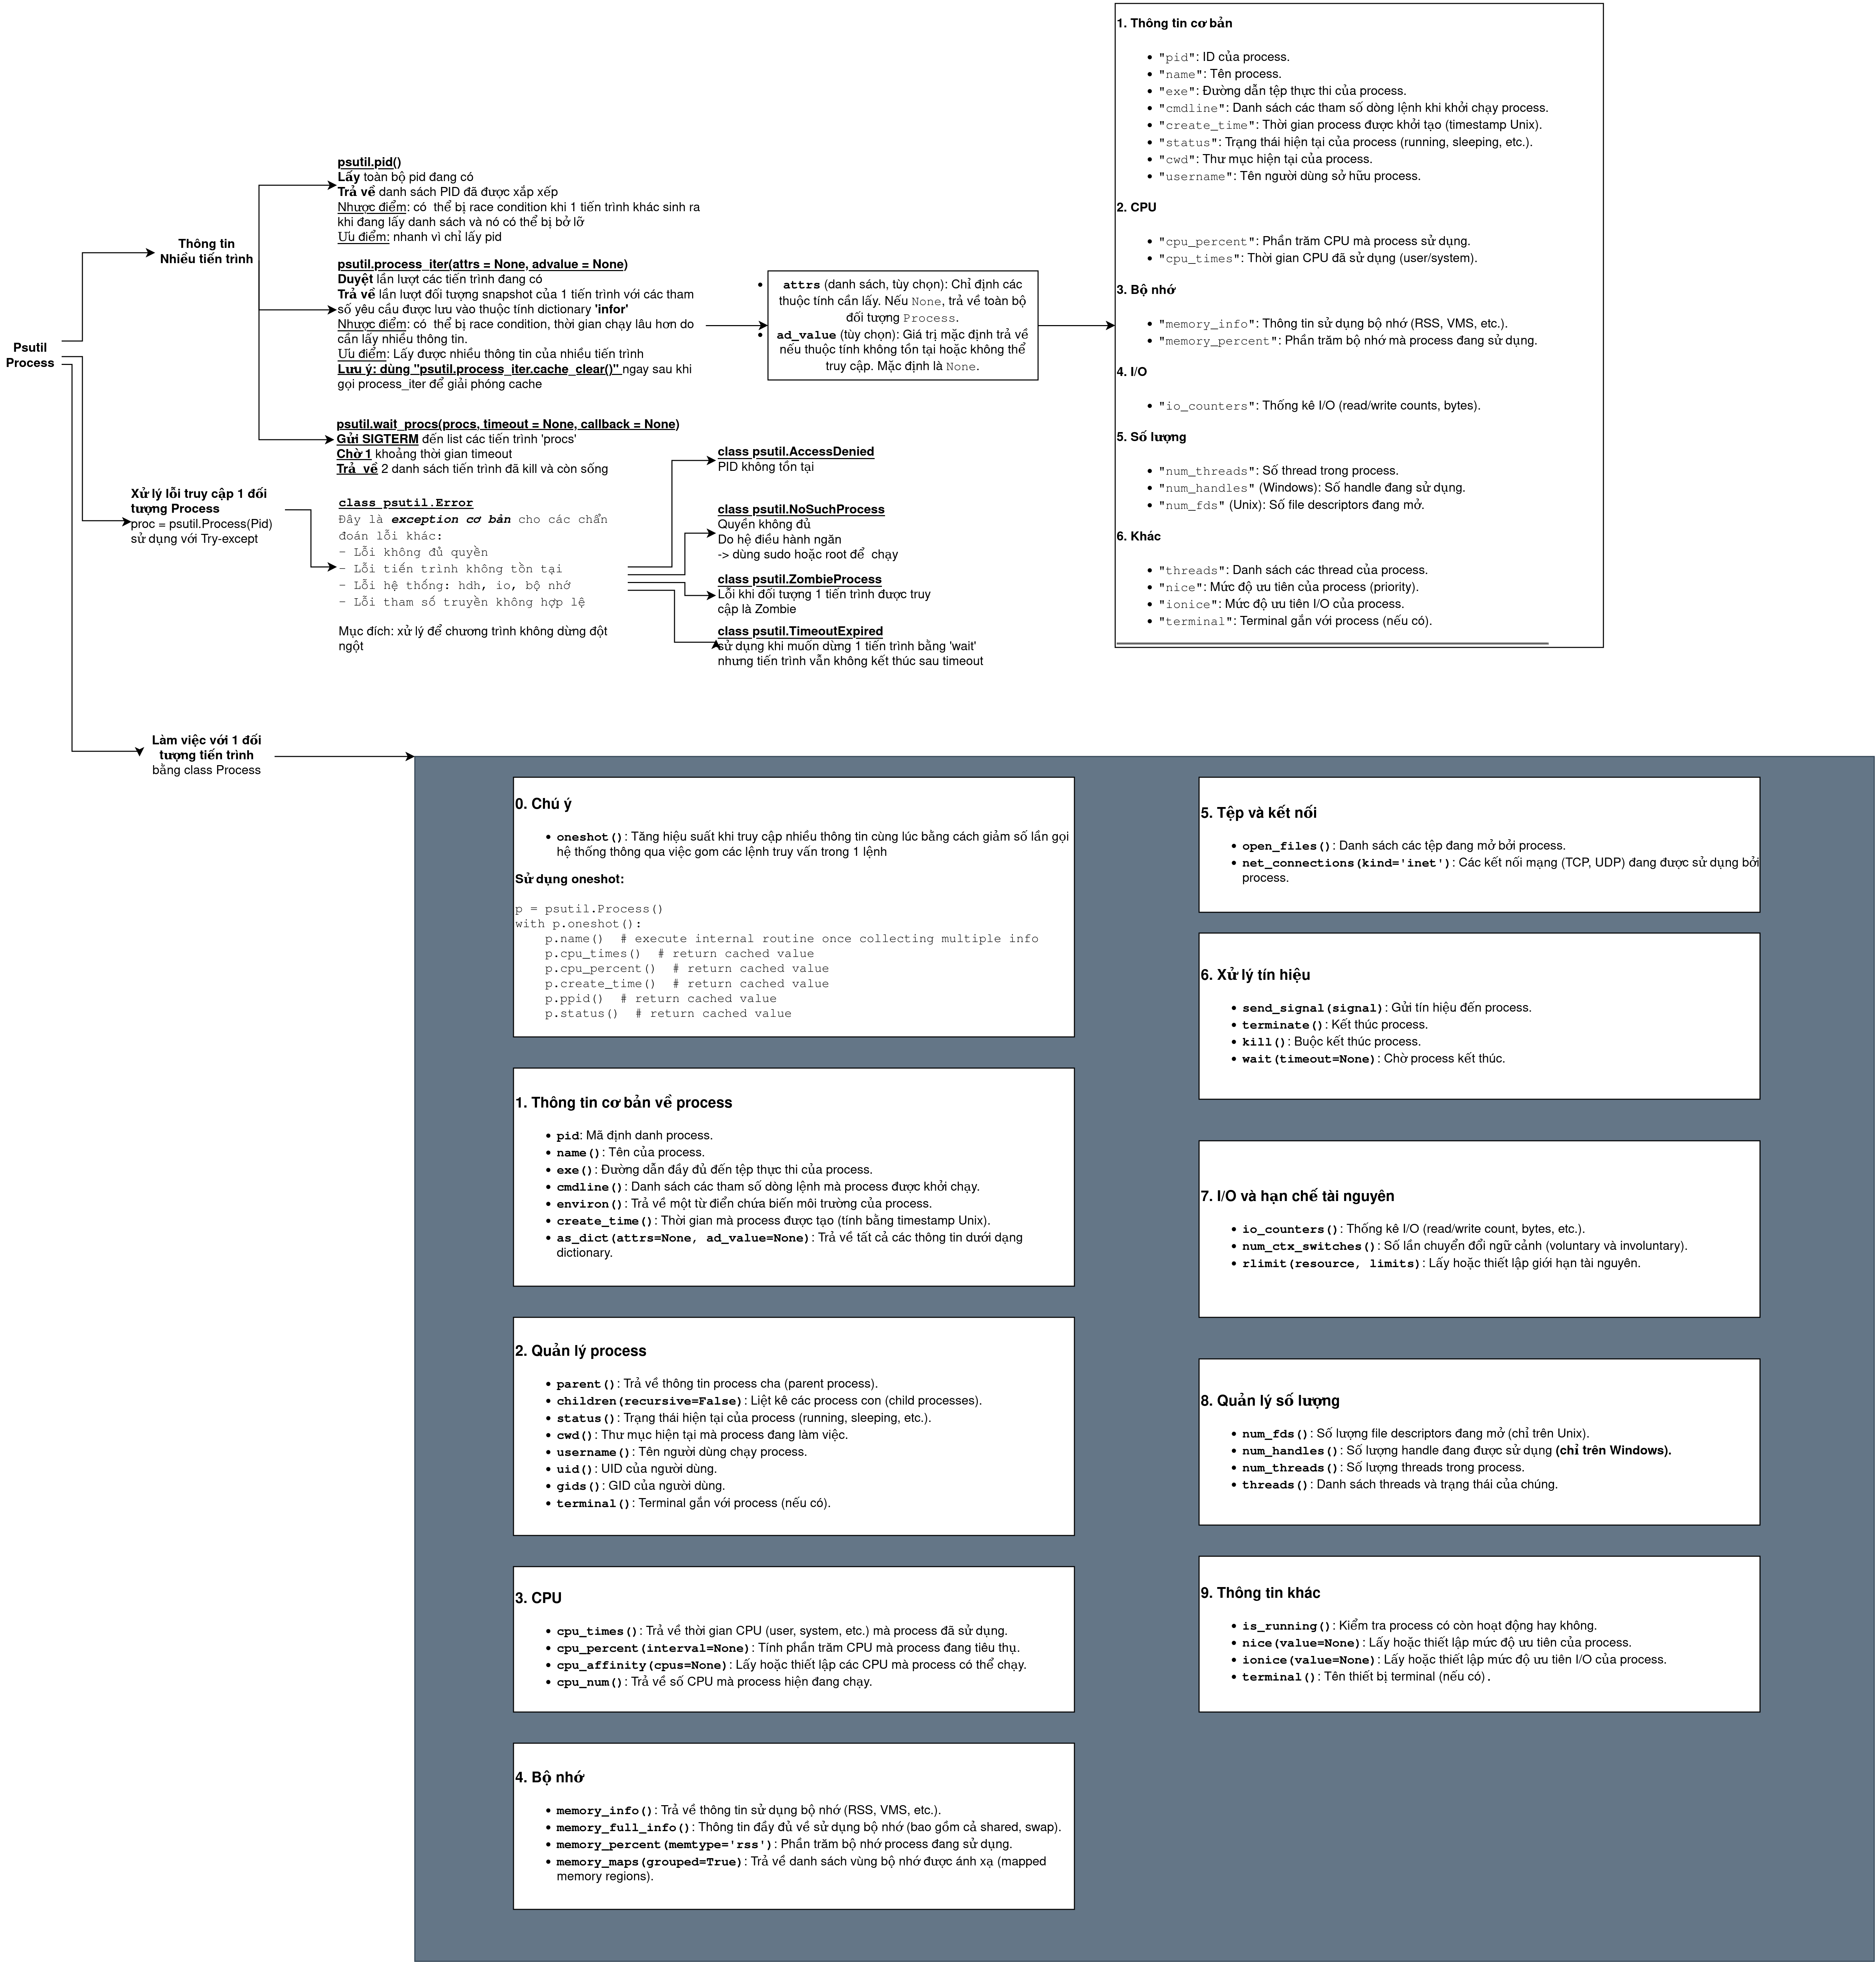 Psutil
Process
Thông tin
Nhiều tiến trình
psutil.pid()
Lấy toàn bộ pid đang có
Trả về danh sách PID đã được xắp xếp
Nhược điểm: có  thể bị race condition khi 1 tiến trình khác sinh ra
khi đang lấy danh sách và nó có thể bị bở lỡ
Ưu điểm: nhanh vì chỉ lấy pid
psutil.process_iter(attrs = None, advalue = None)
Duyệt lần lượt các tiến trình đang có
Trả về lần lượt đối tượng snapshot của 1 tiến trình với các tham
số yêu cầu được lưu vào thuộc tính dictionary 'infor'
Nhược điểm: có  thể bị race condition, thời gian chạy lâu hơn do
cần lấy nhiều thông tin.
Ưu điểm: Lấy được nhiều thông tin của nhiều tiến trình
Lưu ý: dùng "psutil.process_iter.cache_clear()" ngay sau khi
gọi process_iter để giải phóng cache
psutil.wait_procs(procs, timeout = None, callback = None)
Gửi SIGTERM đến list các tiến trình 'procs'
Chờ 1 khoảng thời gian timeout
Trả  về 2 danh sách tiến trình đã kill và còn sống
• attrs (danh sách, tùy chọn): Chỉ định các
thuộc tính cần lấy. Nếu None, trả về toàn bộ
đối tượng Process.
• ad_value (tùy chọn): Giá trị mặc định trả về
nếu thuộc tính không tồn tại hoặc không thể
truy cập. Mặc định là None.
1. Thông tin cơ bản
• "pid": ID của process.
• "name": Tên process.
• "exe": Đường dẫn tệp thực thi của process.
• "cmdline": Danh sách các tham số dòng lệnh khi khởi chạy process.
• "create_time": Thời gian process được khởi tạo (timestamp Unix).
• "status": Trạng thái hiện tại của process (running, sleeping, etc.).
• "cwd": Thư mục hiện tại của process.
• "username": Tên người dùng sở hữu process.
2. CPU
• "cpu_percent": Phần trăm CPU mà process sử dụng.
• "cpu_times": Thời gian CPU đã sử dụng (user/system).
3. Bộ nhớ
• "memory_info": Thông tin sử dụng bộ nhớ (RSS, VMS, etc.).
• "memory_percent": Phần trăm bộ nhớ mà process đang sử dụng.
4. I/O
• "io_counters": Thống kê I/O (read/write counts, bytes).
5. Số lượng
• "num_threads": Số thread trong process.
• "num_handles" (Windows): Số handle đang sử dụng.
• "num_fds" (Unix): Số file descriptors đang mở.
6. Khác
• "threads": Danh sách các thread của process.
• "nice": Mức độ ưu tiên của process (priority).
• "ionice": Mức độ ưu tiên I/O của process.
• "terminal": Terminal gắn với process (nếu có).
Xử lý lỗi truy cập 1 đối
tượng Process
proc = psutil.Process(Pid)
sử dụng với Try-except
class psutil.Error
Đây là exception cơ bản cho các chẩn
đoán lỗi khác:
- Lỗi không đủ quyền
- Lỗi tiến trình không tồn tại
- Lỗi hệ thống: hdh, io, bộ nhớ
- Lỗi tham số truyền không hợp lệ
Mục đích: xử lý để chương trình không dừng đột
ngột
class psutil.AccessDenied
PID không tồn tại
class psutil.NoSuchProcess
Quyền không đủ
Do hệ điều hành ngăn
-> dùng sudo hoặc root để  chạy
class psutil.ZombieProcess
Lỗi khi đối tượng 1 tiến trình được truy
cập là Zombie
class psutil.TimeoutExpired
sử dụng khi muốn dừng 1 tiến trình bằng 'wait'
nhưng tiến trình vẫn không kết thúc sau timeout
Làm việc với 1 đối
tượng tiến trình
bằng class Process
0. Chú ý
• oneshot(): Tăng hiệu suất khi truy cập nhiều thông tin cùng lúc bằng cách giảm số lần gọi
hệ thống thông qua việc gom các lệnh truy vấn trong 1 lệnh
Sử dụng oneshot:
p = psutil.Process()
with p.oneshot():
    p.name()  # execute internal routine once collecting multiple info
    p.cpu_times()  # return cached value
    p.cpu_percent()  # return cached value
    p.create_time()  # return cached value
    p.ppid()  # return cached value
    p.status()  # return cached value
1. Thông tin cơ bản về process
• pid: Mã định danh process.
• name(): Tên của process.
• exe(): Đường dẫn đầy đủ đến tệp thực thi của process.
• cmdline(): Danh sách các tham số dòng lệnh mà process được khởi chạy.
• environ(): Trả về một từ điển chứa biến môi trường của process.
• create_time(): Thời gian mà process được tạo (tính bằng timestamp Unix).
• as_dict(attrs=None, ad_value=None): Trả về tất cả các thông tin dưới dạng
dictionary.
2. Quản lý process
• parent(): Trả về thông tin process cha (parent process).
• children(recursive=False): Liệt kê các process con (child processes).
• status(): Trạng thái hiện tại của process (running, sleeping, etc.).
• cwd(): Thư mục hiện tại mà process đang làm việc.
• username(): Tên người dùng chạy process.
• uid(): UID của người dùng.
• gids(): GID của người dùng.
• terminal(): Terminal gắn với process (nếu có).
3. CPU
• cpu_times(): Trả về thời gian CPU (user, system, etc.) mà process đã sử dụng.
• cpu_percent(interval=None): Tính phần trăm CPU mà process đang tiêu thụ.
• cpu_affinity(cpus=None): Lấy hoặc thiết lập các CPU mà process có thể chạy.
• cpu_num(): Trả về số CPU mà process hiện đang chạy.
4. Bộ nhớ
• memory_info(): Trả về thông tin sử dụng bộ nhớ (RSS, VMS, etc.).
• memory_full_info(): Thông tin đầy đủ về sử dụng bộ nhớ (bao gồm cả shared, swap).
• memory_percent(memtype='rss'): Phần trăm bộ nhớ process đang sử dụng.
• memory_maps(grouped=True): Trả về danh sách vùng bộ nhớ được ánh xạ (mapped
memory regions).
5. Tệp và kết nối
• open_files(): Danh sách các tệp đang mở bởi process.
• net_connections(kind='inet'): Các kết nối mạng (TCP, UDP) đang được sử dụng bởi
process.
6. Xử lý tín hiệu
• send_signal(signal): Gửi tín hiệu đến process.
• terminate(): Kết thúc process.
• kill(): Buộc kết thúc process.
• wait(timeout=None): Chờ process kết thúc.
7. I/O và hạn chế tài nguyên
• io_counters(): Thống kê I/O (read/write count, bytes, etc.).
• num_ctx_switches(): Số lần chuyển đổi ngữ cảnh (voluntary và involuntary).
• rlimit(resource, limits): Lấy hoặc thiết lập giới hạn tài nguyên.
8. Quản lý số lượng
• num_fds(): Số lượng file descriptors đang mở (chỉ trên Unix).
• num_handles(): Số lượng handle đang được sử dụng (chỉ trên Windows).
• num_threads(): Số lượng threads trong process.
• threads(): Danh sách threads và trạng thái của chúng.
9. Thông tin khác
• is_running(): Kiểm tra process có còn hoạt động hay không.
• nice(value=None): Lấy hoặc thiết lập mức độ ưu tiên của process.
• ionice(value=None): Lấy hoặc thiết lập mức độ ưu tiên I/O của process.
• terminal(): Tên thiết bị terminal (nếu có).